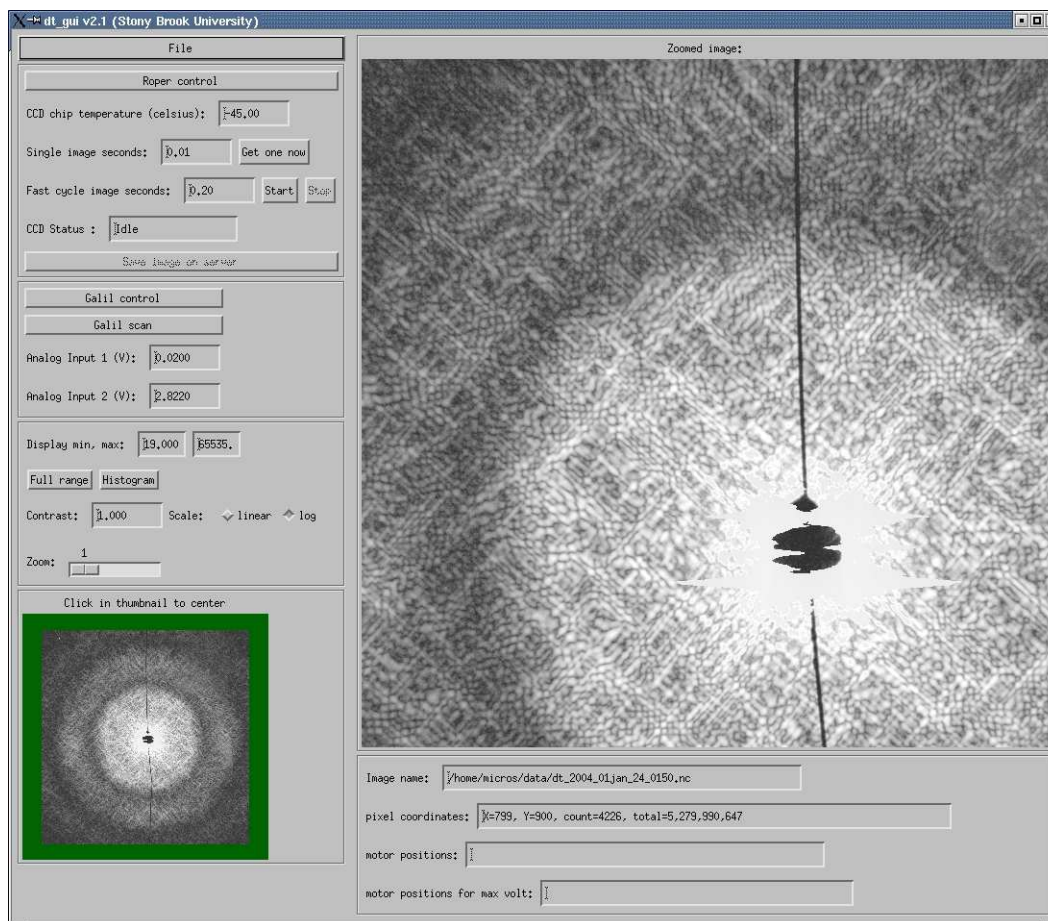 dt_gui v2.1 (Stony Brook University)
File
Roper control
CCD chip temperature (celsius): -45.00
Single image seconds: 0.01 Get one now
Fast cycle image seconds: 0.20 Start Stop
CCD Status : Idle
Save image on server
Galil control
Galil scan
Analog Input 1 (V): 0.0200
Analog Input 2 (V): 2.8220
Display min, max: 19.000 65535.
Full range Histogram
Contrast: 1.000 Scale: linear log
1
Zoom:
Click in thumbnail to center
Zoomed image:
Image name: /home/micros/data/dt_2004_01jan_24_0150.nc
pixel coordinates: X=799, Y=900, count=4226, total=5,279,990,647
motor positions:
motor positions for max volt: